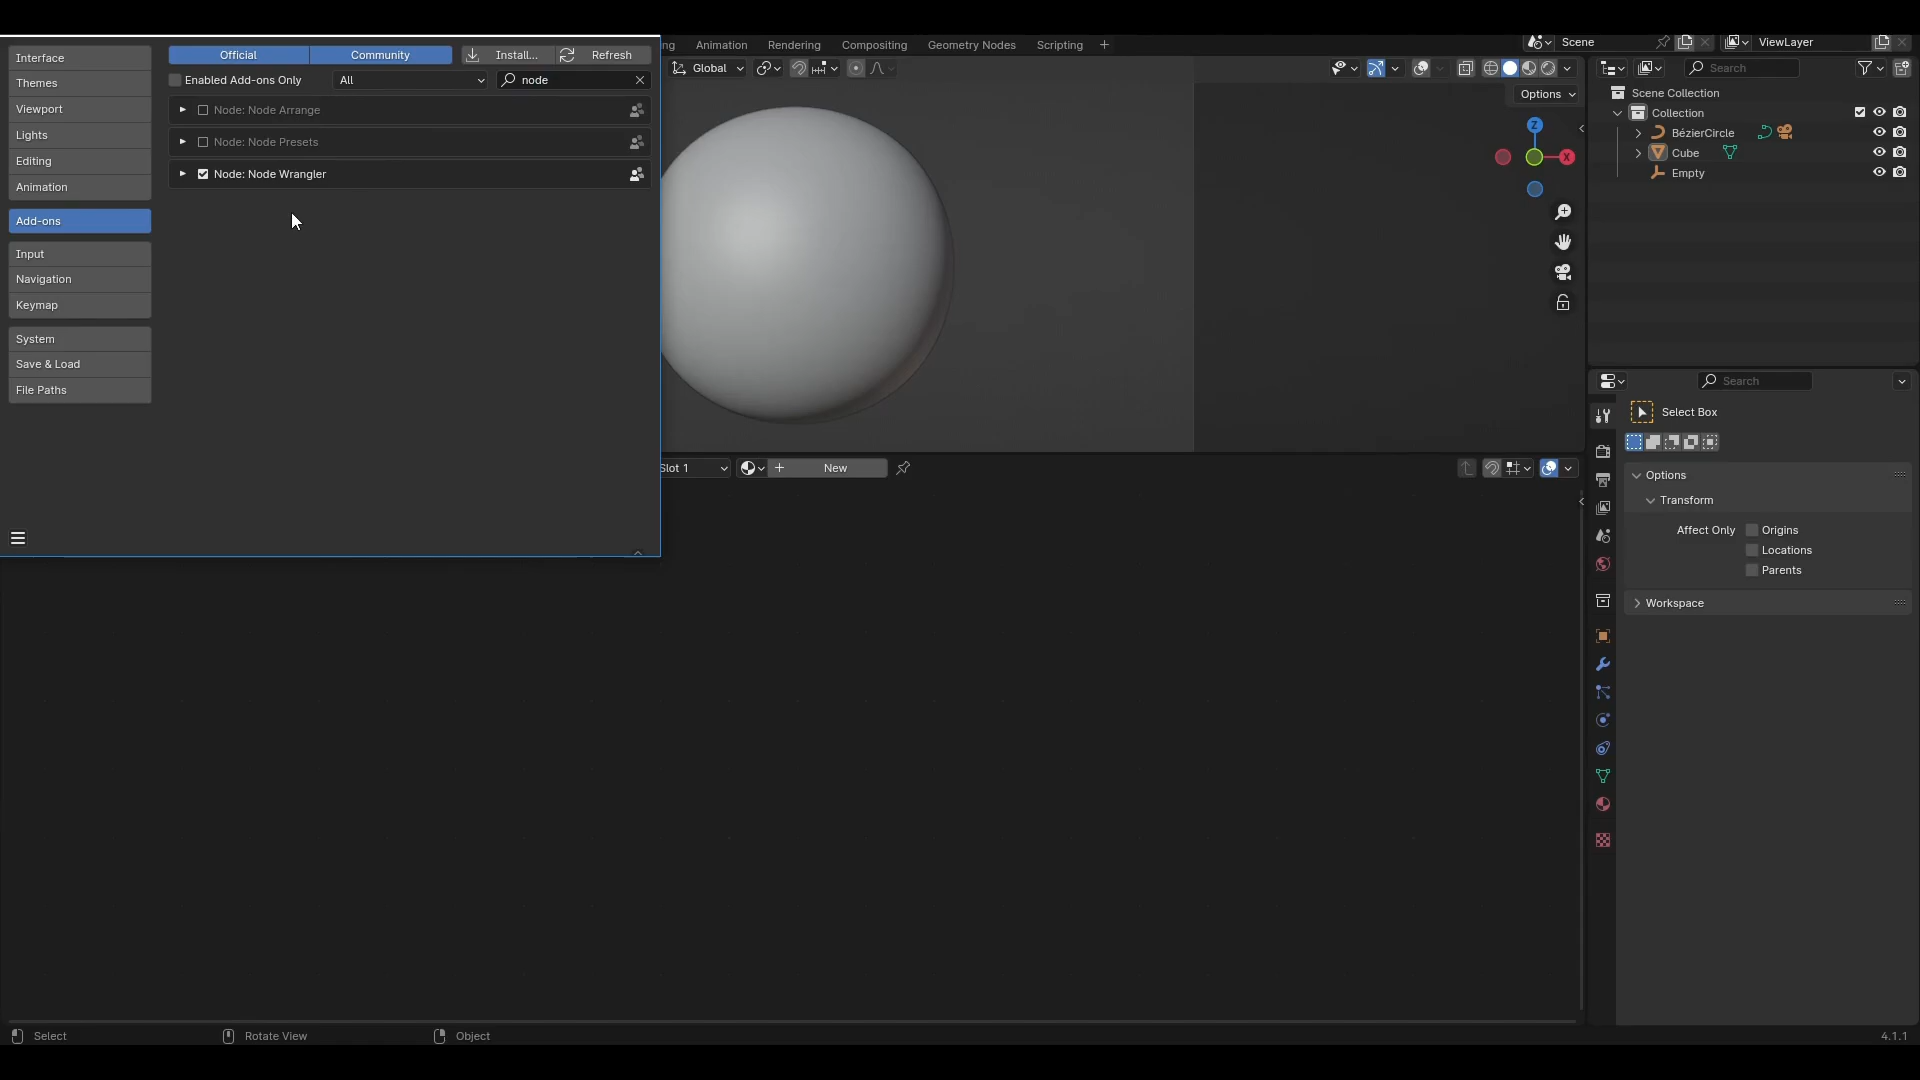 Interface
Themes
Viewport
Lights
Editing
Animation
Add-ons
Input
Navigation
Keymap
System
Save & Load
File Paths
Official Community Install... Refresh
Enabled Add-ons Only All node
Node: Node Arrange
Node: Node Presets
Node: Node Wrangler
ng Animation Rendering Compositing Geometry Nodes Scripting +
Global
Options
Z
X
Slot 1 New
Scene ViewLayer
Search
Scene Collection
Collection
BézierCircle
Cube
Empty
Search
Select Box
Options
Transform
Affect Only Origins
Locations
Parents
Workspace
Select Rotate View Object 4.1.1